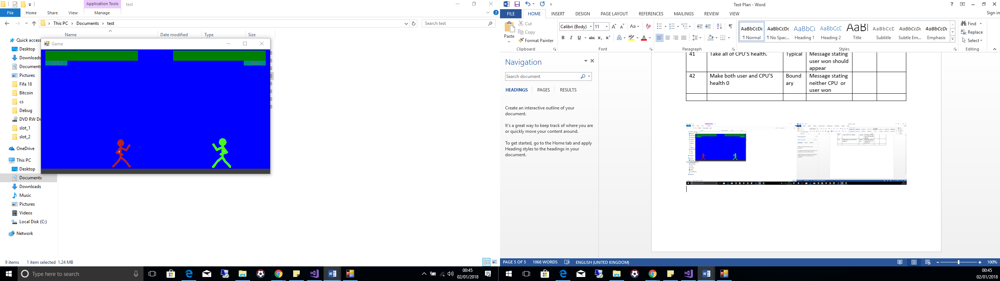 Application Tools
test
File
Home
Share
View
Manage
This PC
Documents
test
Search test
Name
Date modified
Type
Size
Quick access
Desktop
Downloads
Documents
Pictures
Fifa 18
Bitcoin
cs
Debug
DVD RW Dr
slot_1
slot_2
OneDrive
This PC
Desktop
Documents
Downloads
Music
Pictures
Videos
Local Disk (C:)
Network
Game
CPU
You
9 items
1 item selected 1.24 MB
Type here to search
00:45
02/01/2018
Test Plan - Word
FILE
HOME
INSERT
DESIGN
PAGE LAYOUT
REFERENCES
MAILINGS
REVIEW
VIEW
Sign in
Paste
Cut
Copy
Format Painter
Clipboard
Calibri (Body)
11
Font
Paragraph
AaBbCcDc
¶ Normal
AaBbCcDc
¶ No Spac...
AaBbCc
Heading 1
AaBbCcD
Heading 2
AaBl
Title
AaBbCcD
Subtitle
AaBbCcDc
Subtle Em...
AaBbCcDc
Emphasis
Styles
Find
Replace
Select
Editing
Navigation
Search document
HEADINGS
PAGES
RESULTS
Create an interactive outline of your
document.
It's a great way to keep track of where you are
or quickly move your content around.
To get started, go to the Home tab and apply
Heading styles to the headings in your
document.
41
Take all of CPU'S health.
Typical
Message stating
user won should
appear
42
Make both user and CPU'S
health 0
Bound
ary
Message stating
neither CPU or
user won
PAGE 5 OF 5
1068 WORDS
ENGLISH (UNITED KINGDOM)
100%
00:45
02/01/2018